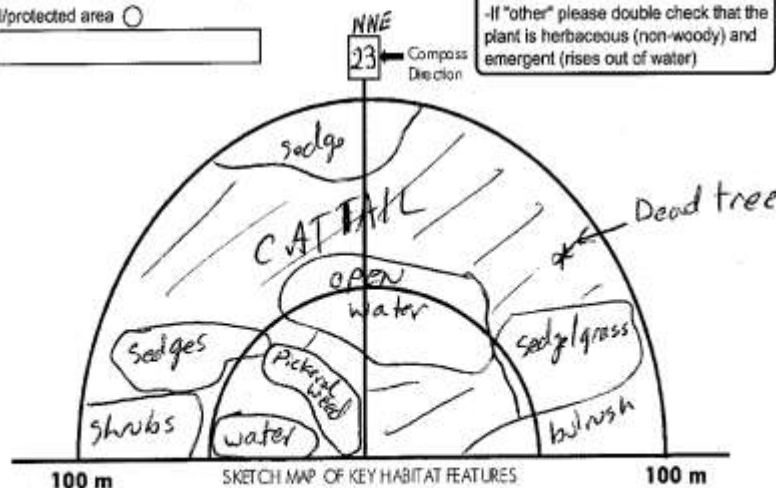 l/protected area
-If "other" please double check that the
plant is herbaceous (non-woody) and
emergent (rises out of water)
NNE
23
Compass
Direction
sedge
CATTAIL
Dead tree
open
water
Sedges
Pickerel
weed
sedge/grass
shrubs
water
bulrush
100 m
SKETCH MAP OF KEY HABITAT FEATURES
100 m